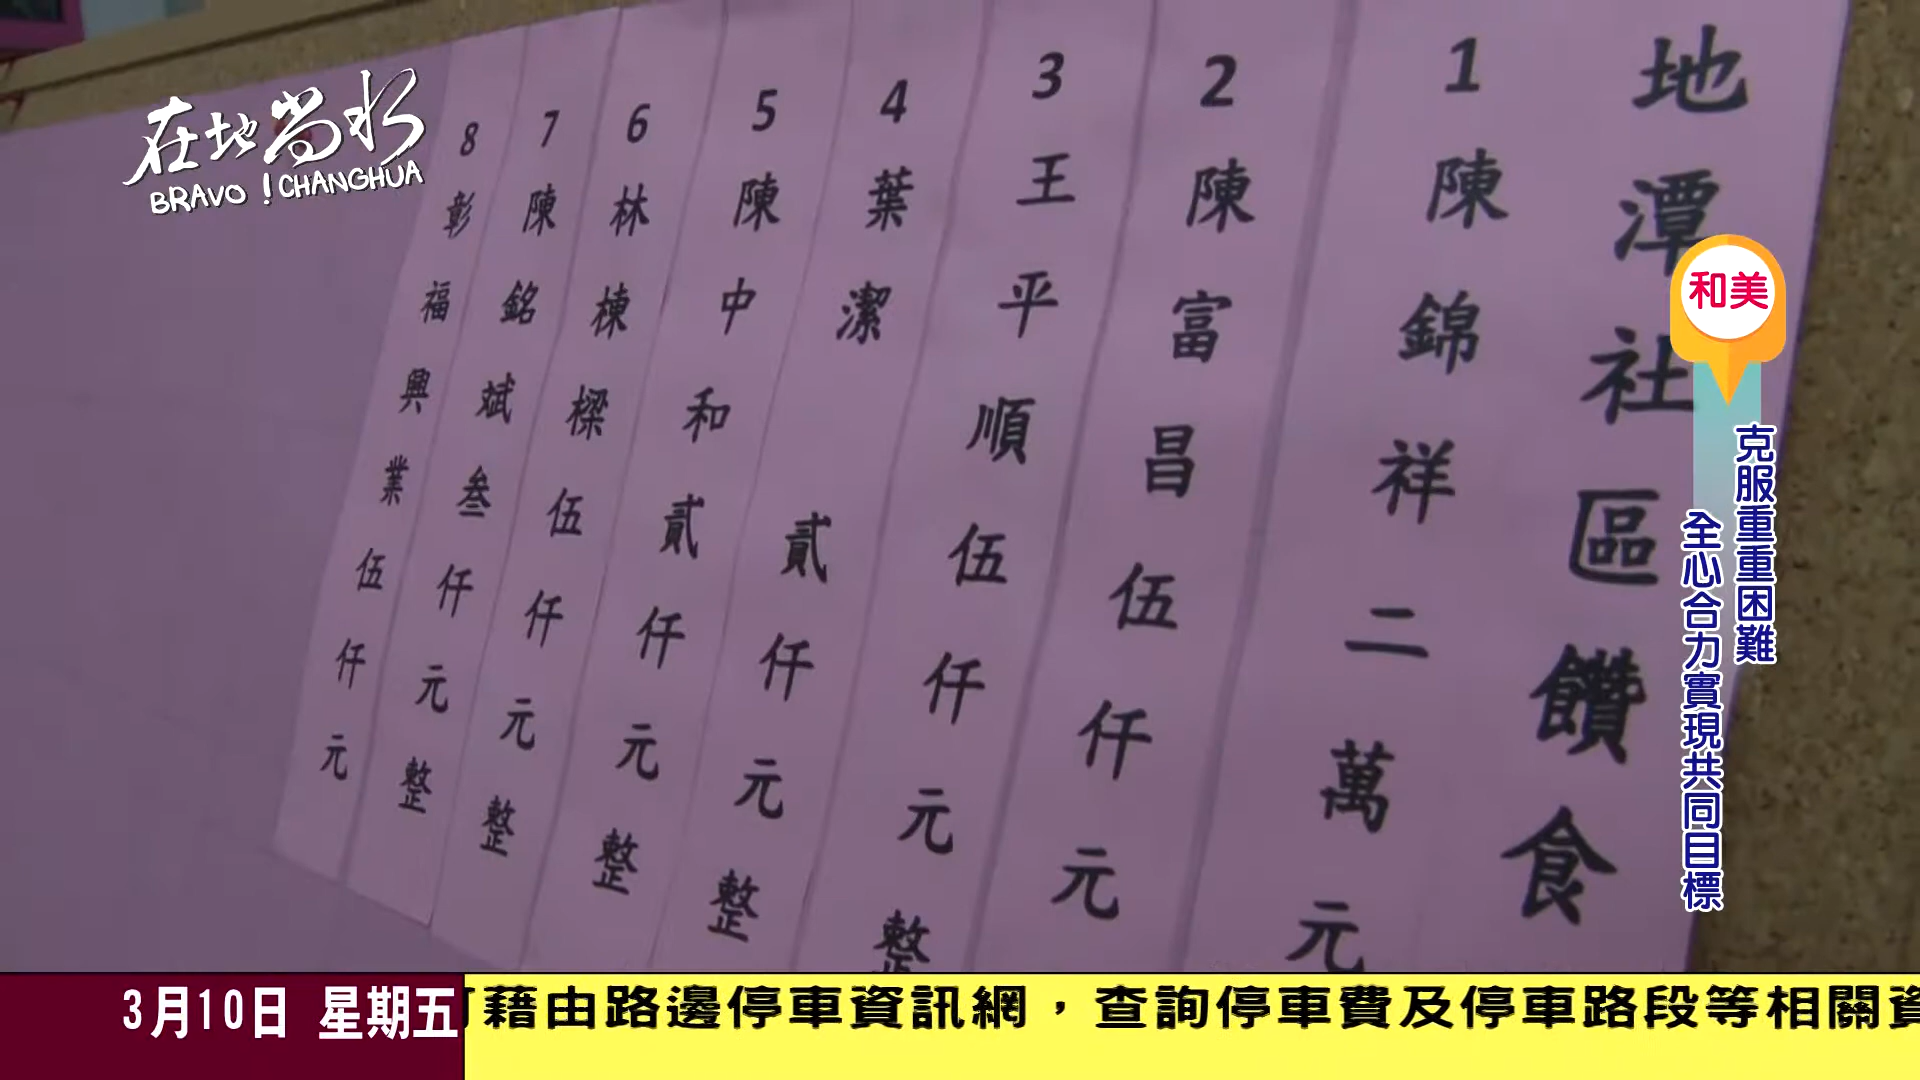 在地尚水
BRAVO!CHANGHUA
地潭社區饡食
1陳錦祥二萬元
2陳富昌伍仟元
3王平順伍仟元整
4葉潔 貳仟元整
5陳中和貳仟元整
6林棟樑伍仟元整
7陳銘斌叁仟元整
8彰福興業伍仟元
和美
克服重重困難
全心合力實現共同目標
3月10日 星期五
藉由路邊停車資訊網，查詢停車費及停車路段等相關資